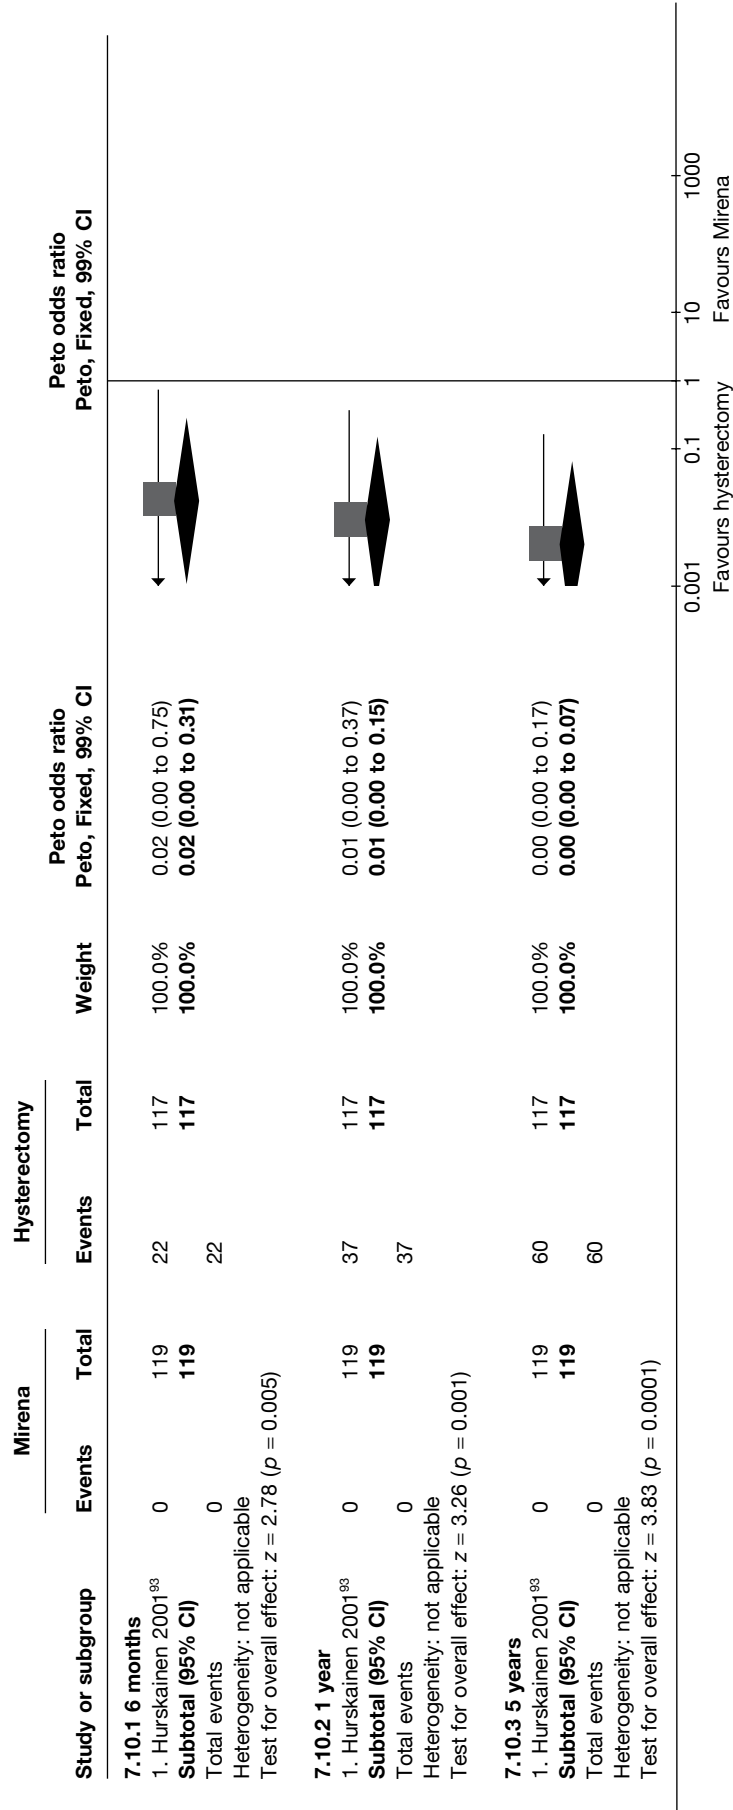 Mirena Hysterectomy Peto odds ratio Peto odds ratio
Study or subgroup Events Total Events Total Weight Peto, Fixed, 99% CI Peto, Fixed, 99% CI
7.10.1 6 months
1. Hurskainen 2001⁹³ 0 119 22 117 100.0% 0.02 (0.00 to 0.75)
Subtotal (95% CI) 119 117 100.0% 0.02 (0.00 to 0.31)
Total events 0 22
Heterogeneity: not applicable
Test for overall effect: z = 2.78 (p = 0.005)
7.10.2 1 year
1. Hurskainen 2001⁹³ 0 119 37 117 100.0% 0.01 (0.00 to 0.37)
Subtotal (95% CI) 119 117 100.0% 0.01 (0.00 to 0.15)
Total events 0 37
Heterogeneity: not applicable
Test for overall effect: z = 3.26 (p = 0.001)
7.10.3 5 years
1. Hurskainen 2001⁹³ 0 119 60 117 100.0% 0.00 (0.00 to 0.17)
Subtotal (95% CI) 119 117 100.0% 0.00 (0.00 to 0.07)
Total events 0 60
Heterogeneity: not applicable
Test for overall effect: z = 3.83 (p = 0.0001)
0.001 0.1 1 10 1000
Favours hysterectomy Favours Mirena